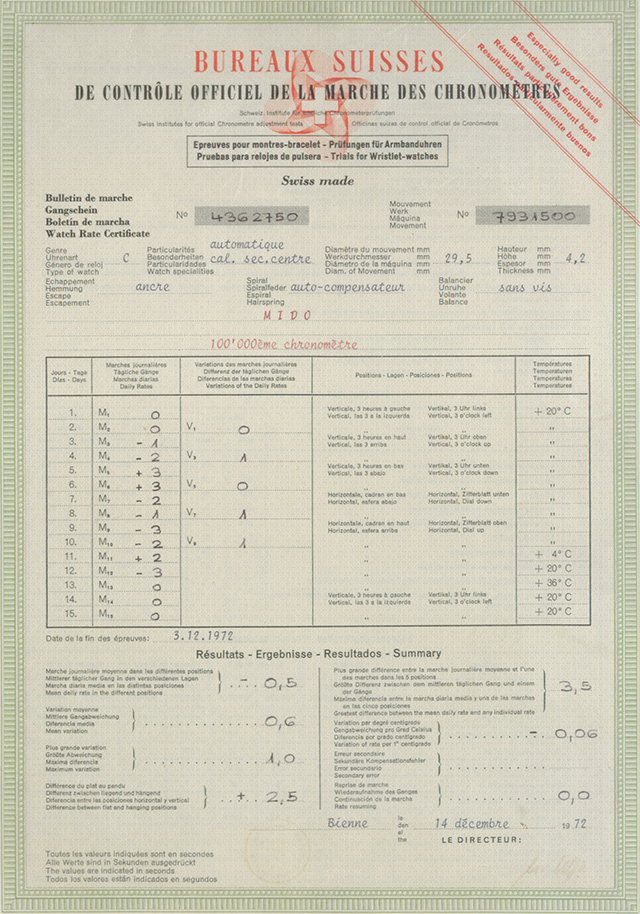 BUREAUX SUISSES
DE CONTRÔLE OFFICIEL DE LA MARCHE DES CHRONOMÈTRES
Especially good results
Besonders gute Ergebnisse
Résultats particulièrement bons
Resultados particularmente buenos
Schweiz. Institute für amtliche Chronometerprüfungen
Swiss Institutes for official Chronometre adjustment tests Officinas suizas de control oficial de Cronómetros.
Epreuves pour montres-bracelet - Prüfungen für Armbanduhren
Pruebas para relojes de pulsera - Trials for Wristlet-watches
Swiss made
Bulletin de marche
Gangschein
Boletin de marcha
Watch Rate Certificate
No 4362750
Mouvement
Werk
Máquina
Movement
No 7931500
Genre
Uhrenart
Género de reloj
Type of watch
C
Particularités
Besonderheiten
Particularidades
Watch specialities
automatique
cal. sec.centre
Diamètre du mouvement mm
Werkdurchmesser mm
Diámetro de la máquina mm
Diam. of Movement mm
29,5
Hauteur mm
Höhe mm
Espesor mm
Thickness mm
4,2
Echappement
Hemmung
Escape
Escapement
ancre
Spiral
Spiralfeder
Espiral
Hairspring
auto-compensateur
Balancier
Unruhe
Volante
Balance
sans vis
MIDO
100'000ème chronomètre
Jours - Tage
Dias - Days
Marches journalières
Tägliche Gänge
Marchas diarias
Daily Rates
Variations des marches journalières
Differenz der täglichen Gänge
Diferencias de las marchas diarias
Variations of the Daily Rates
Positions - Lagen - Posiciones - Positions
Températures
Temperaturen
Temperaturas
Temperatures
1. M1 0 Verticale, 3 heures à gauche Vertikal, 3 Uhr links + 20° C
Vertical, las 3 a la izquierda Vertical, 3 o'clock left
2. M2 0 V1 0 " " "
3. M3 - 1 Verticale, 3 heures en haut Vertikal, 3 Uhr oben "
Vertical, las 3 arriba Vertical, 3 o'clock up
4. M4 - 2 V3 1 " " "
5. M5 + 3 Verticale, 3 heures en bas Vertikal, 3 Uhr unten "
Vertical, las 3 abajo Vertical, 3 o'clock down
6. M6 + 3 V5 0 " " "
7. M7 - 2 Horizontale, cadran en bas Horizontal, Zifferblatt unten "
Horizontal, esfera abajo Horizontal, Dial down
8. M8 - 1 V7 1 " " "
9. M9 - 3 Horizontale, cadran en haut Horizontal, Zifferblatt oben "
Horizontal, esfera arriba Horizontal, Dial up
10. M10 - 2 V9 1 " " "
11. M11 + 2 " " + 4° C
12. M12 - 3 " " + 20° C
13. M13 0 " " + 36° C
14. M14 0 Verticale, 3 heures à gauche Vertikal, 3 Uhr links + 20° C
Vertical, las 3 a la izquierda Vertical, 3 o'clock left
15. M15 0 " " + 20° C
Date de la fin des épreuves: 3.12.1972
Résultats - Ergebnisse - Resultados - Summary
Marche journalière moyenne dans les différentes positions
Mittlerer täglicher Gang in den verschiedenen Lagen
Marcha diaria media en las distintas posiciones
Mean daily rate in the different positions
- 0,5
Variation moyenne
Mittlere Gangabweichung
Diferencia media
Mean variation
0,6
Plus grande variation
Größte Abweichung
Máxima diferencia
Maximum variation
1,0
Différence du plat au pendu
Differenz zwischen liegend und hängend
Diferencia entre las posiciones horizontal y vertical
Difference between flat and hanging positions
+ 2,5
Plus grande différence entre la marche journalière moyenne et l'une
des marches dans les 5 positions
Größte Differenz zwischen dem mittleren täglichen Gang und einem
der Gänge
Máxima diferencia entre la marcha diaria media y una de las marchas
en las cinco posiciones
Greatest difference between the mean daily rate and any individual rate
3,5
Variation par degré centigrade
Gangabweichung pro Grad Celsius
Diferencia por grado centigrado
Variation of rate per 1° centigrade
- 0,06
Erreur secondaire
Sekundäre Kompensationsfehler
Error secundario
Secondary error
Reprise de marche
Wiederaufnahme des Ganges
Continuación de la marcha
Rate resuming
0,0
Bienne
le
den
el
the
14 décembre 1972
LE DIRECTEUR:
Toutes les valeurs indiquées sont en secondes
Alle Werte sind in Sekunden ausgedrückt
The values are indicated in seconds
Todos los valores están indicados en segundos